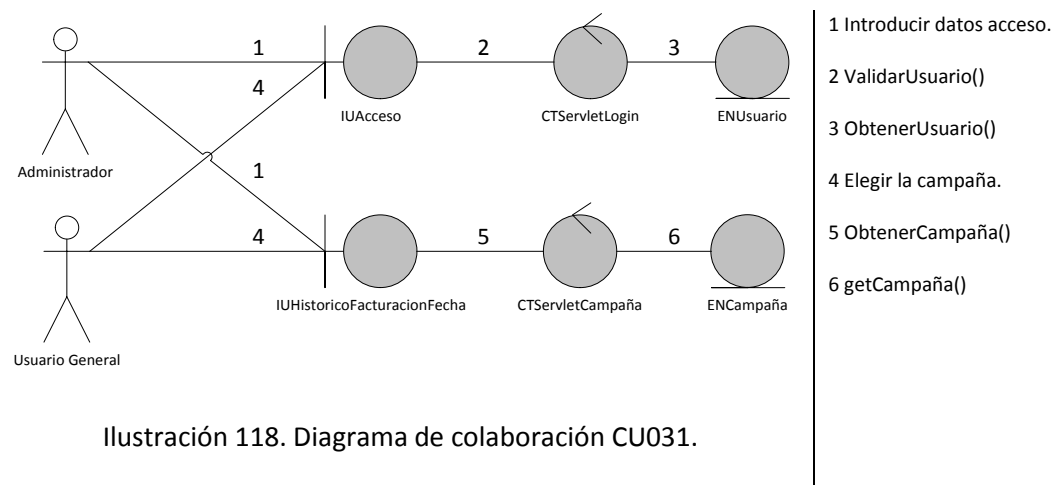 1
2
3
4
IUAcceso
CTServletLogin
ENUsuario
Administrador
1
4
5
6
IUHistoricoFacturacionFecha
CTServletCampaña
ENCampaña
Usuario General
Ilustración 118. Diagrama de colaboración CU031.
1 Introducir datos acceso.
2 ValidarUsuario()
3 ObtenerUsuario()
4 Elegir la campaña.
5 ObtenerCampaña()
6 getCampaña()